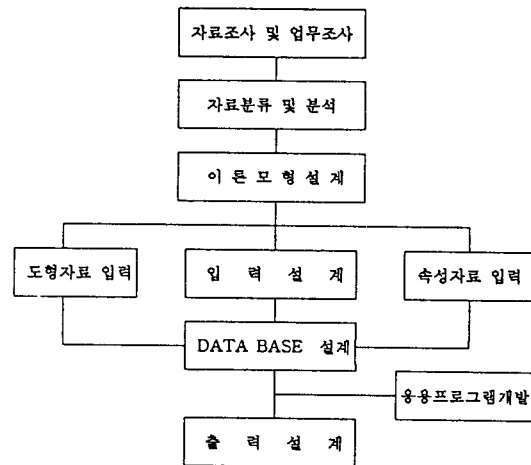 자료조사 및 업무조사
자료분류 및 분석
이론모형설계
도형자료 입력
입 력 설 계
속성자료 입력
DATA BASE 설계
응용프로그램개발
출 력 설 계